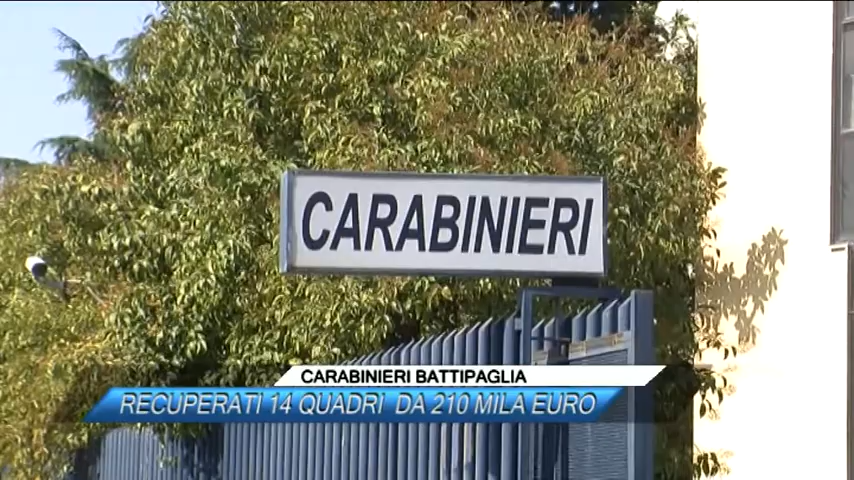 CARABINIERI
CARABINIERI BATTIPAGLIA
RECUPERATI 14 QUADRI DA 210 MILA EURO